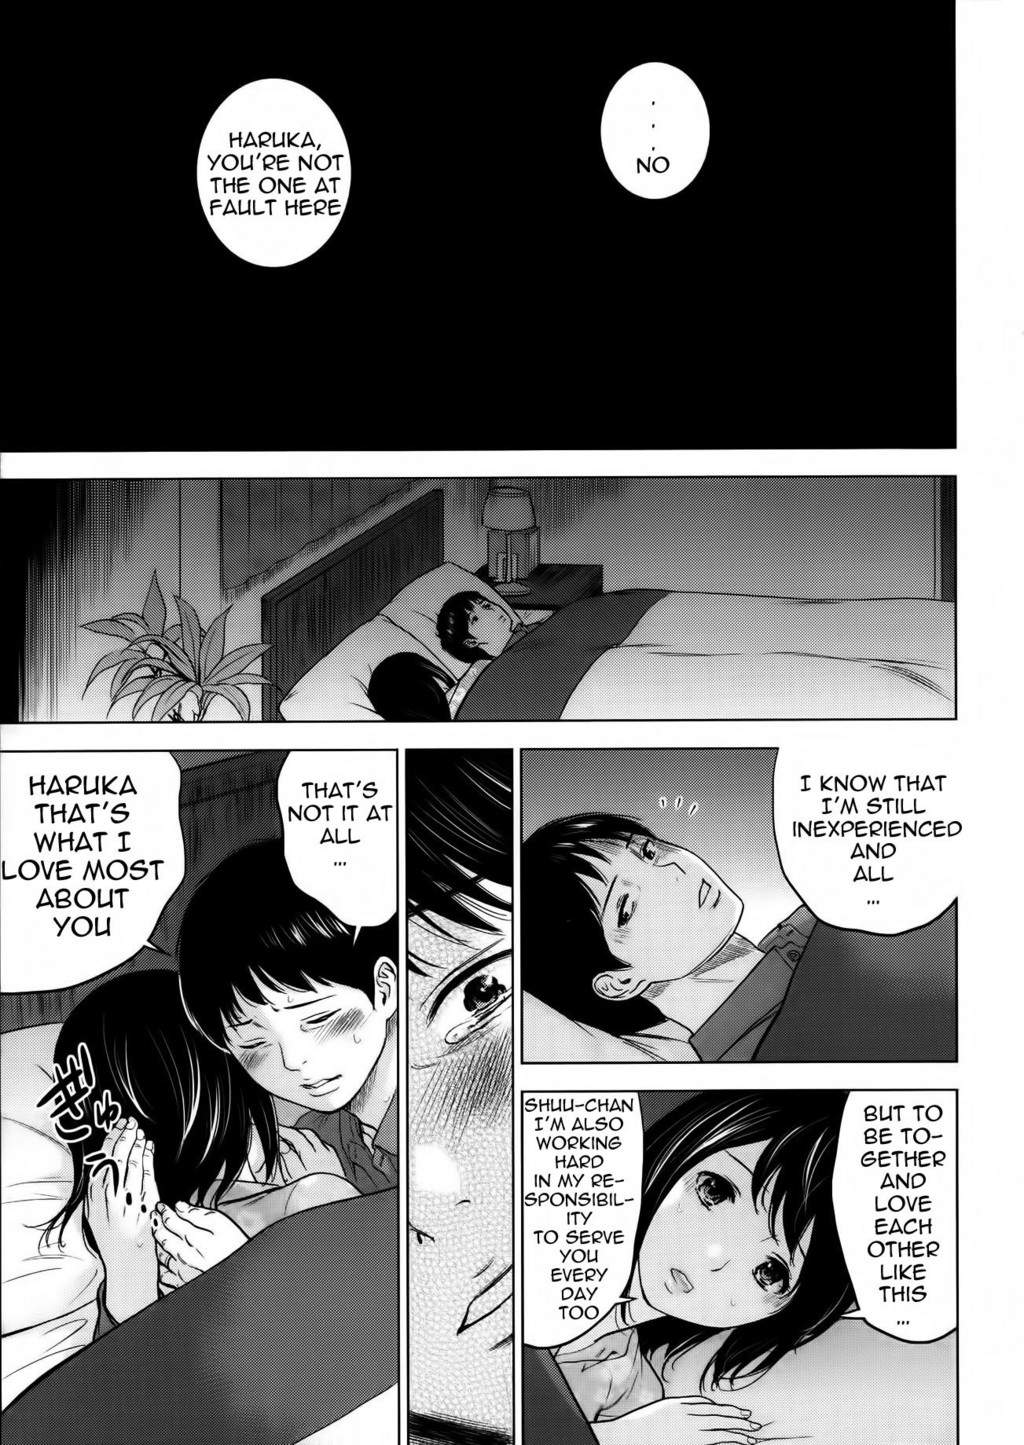 .
.
.
NO
HARUKA,
YOU'RE NOT
THE ONE AT
FAULT HERE
I KNOW THAT
I'M STILL
INEXPERIENCED
AND
ALL
...
THAT'S
NOT IT AT
ALL
...
HARUKA
THAT'S
WHAT I
LOVE MOST
ABOUT
YOU
ぎゅうっ
BUT TO
BE TO-
GETHER
AND
LOVE
EACH
OTHER
LIKE
THIS
...
SHUU-CHAN
I'M ALSO
WORKING
HARD
IN MY RE-
SPONSIBIL-
ITY
TO SERVE
YOU
EVERY
DAY
TOO